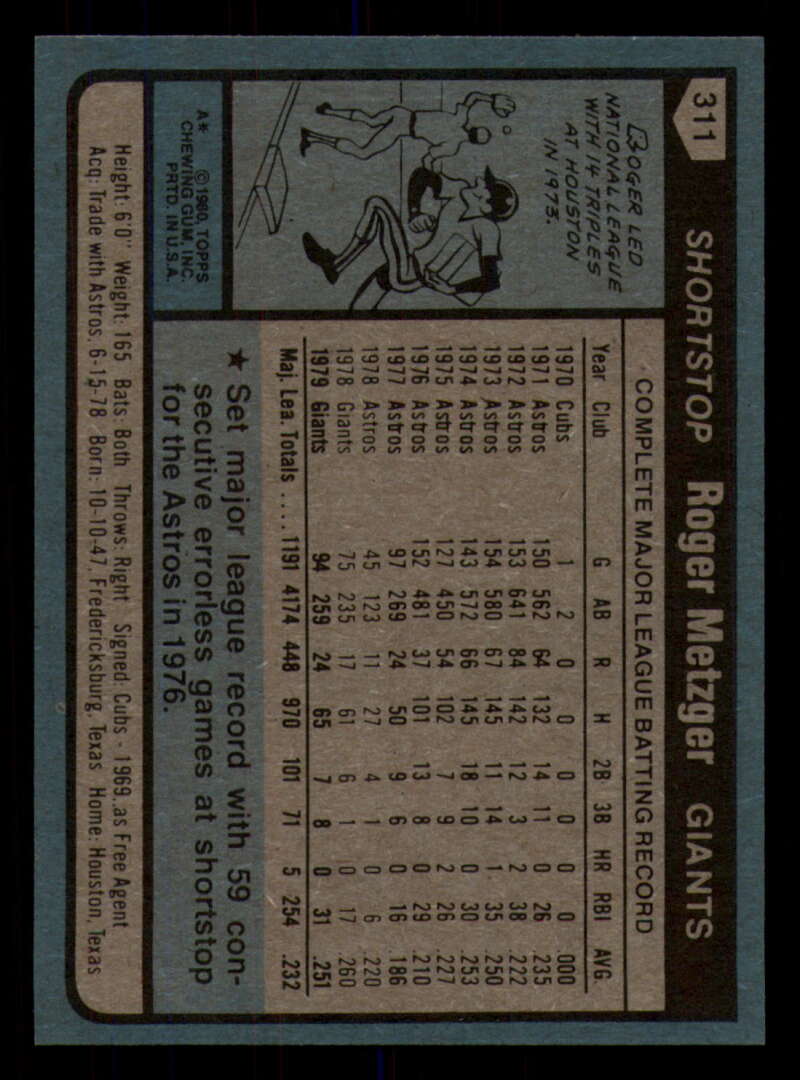 311
SHORTSTOP Roger Metzger GIANTS
ROGER LED
NATIONAL LEAGUE
WITH 14 TRIPLES
AT HOUSTON
IN 1973.
A* ©1980, TOPPS
CHEWING GUM, INC.
PRTD. IN U.S.A.
COMPLETE MAJOR LEAGUE BATTING RECORD
Year Club G AB R H 2B 3B HR RBI AVG.
1970 Cubs 1 2 0 0 0 0 0 0 .000
1971 Astros 150 562 64 132 14 11 0 26 .235
1972 Astros 153 641 84 142 12 3 2 38 .222
1973 Astros 154 580 67 145 11 14 1 35 .250
1974 Astros 143 572 66 145 18 10 0 30 .253
1975 Astros 127 450 54 102 7 9 2 26 .227
1976 Astros 152 481 37 101 13 8 0 29 .210
1977 Astros 97 269 24 50 9 6 0 16 .186
1978 Astros 45 123 11 27 4 1 0 6 .220
1978 Giants 75 235 17 61 6 1 0 17 .260
1979 Giants 94 259 24 65 7 8 0 31 .251
Maj. Lea. Totals .... 1191 4174 448 970 101 71 5 254 .232
★ Set major league record with 59 con-
secutive errorless games at shortstop
for the Astros in 1976.
Height: 6'0" Weight: 165 Bats: Both Throws: Right Signed: Cubs - 1969, as Free Agent
Acq: Trade with Astros, 6-15-78 Born: 10-10-47, Fredericksburg, Texas Home: Houston, Texas